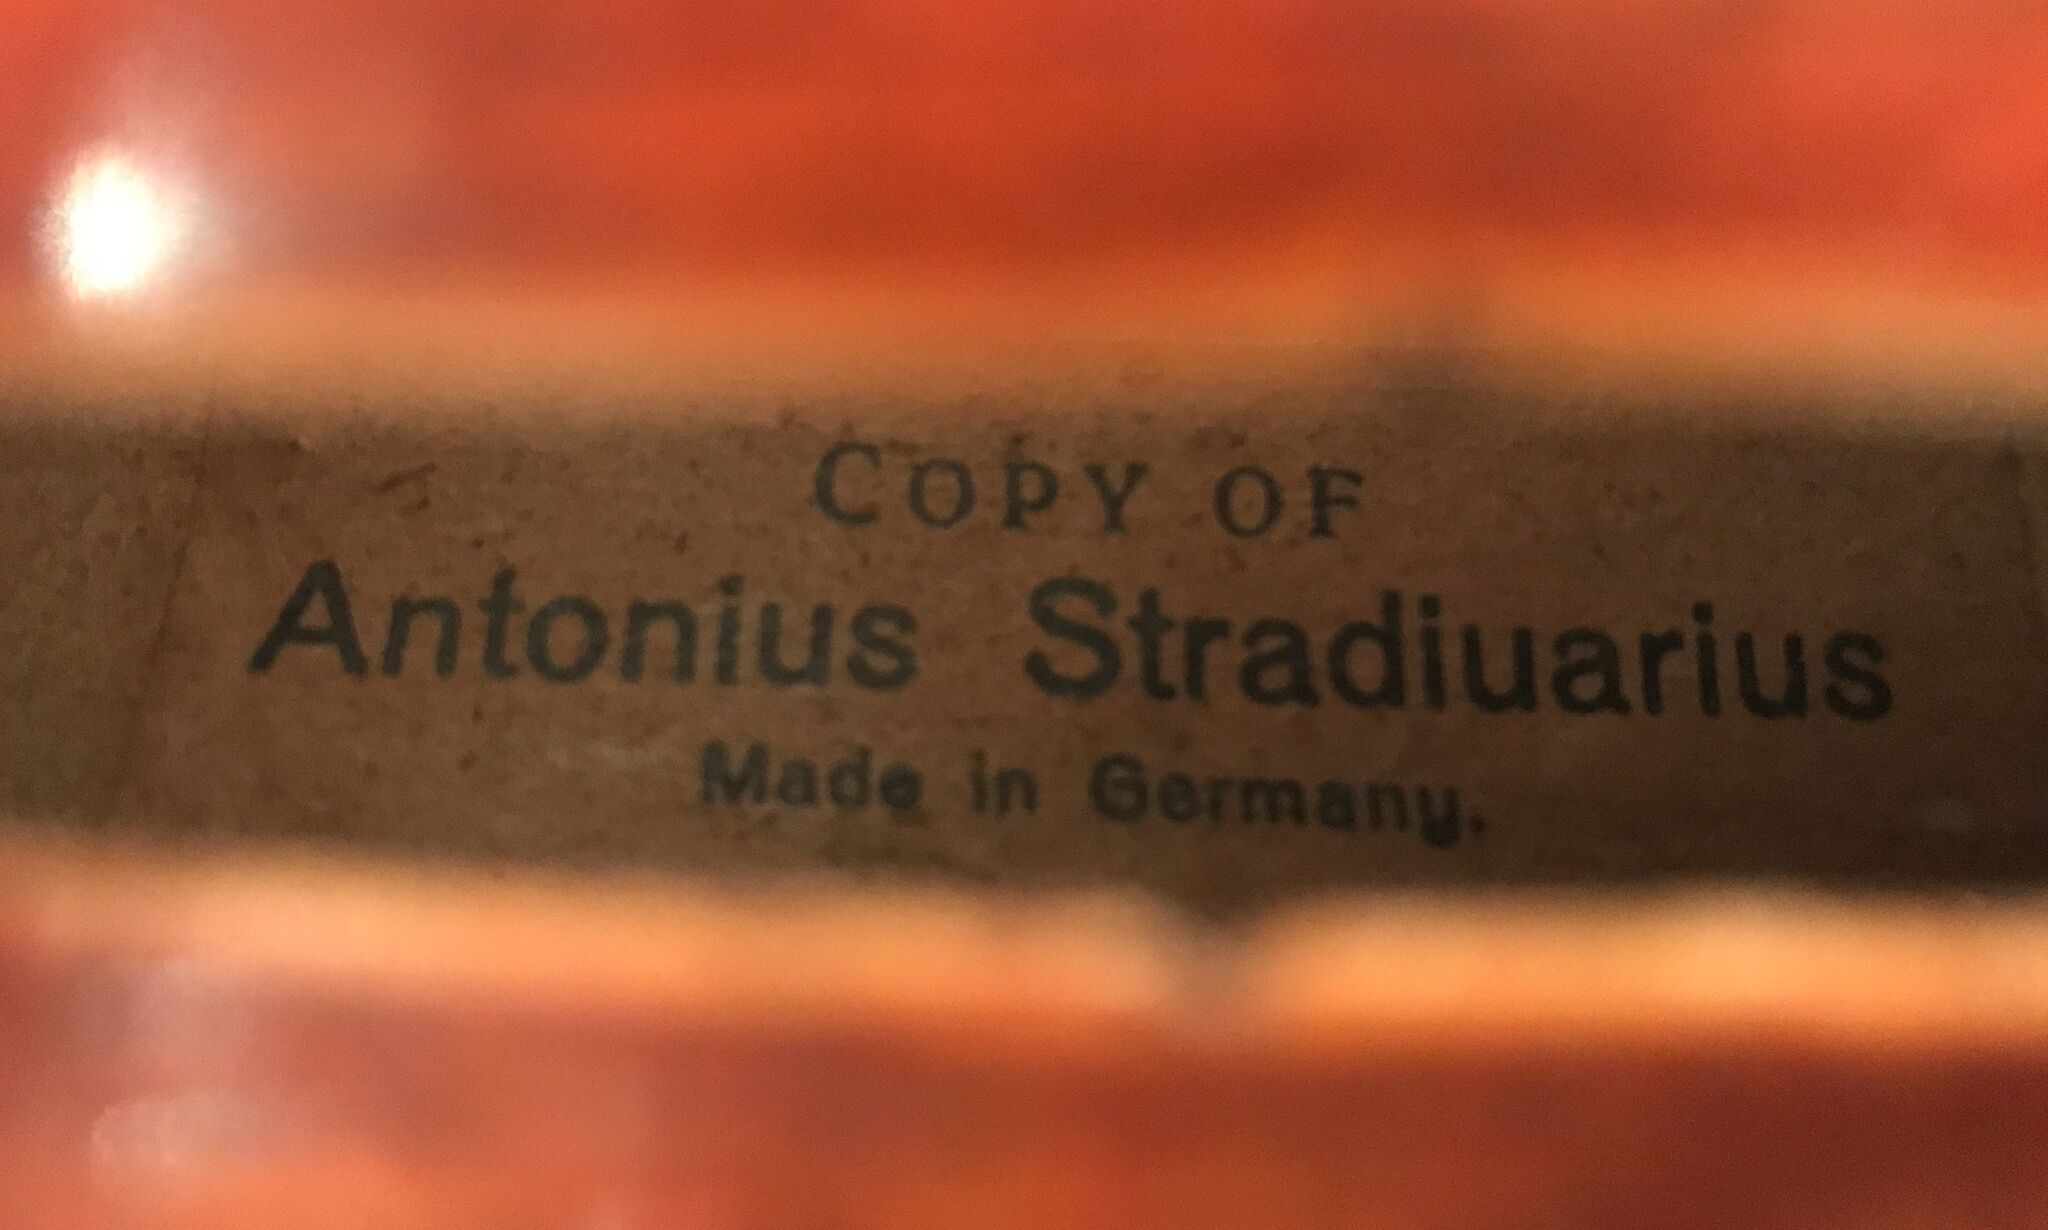 COPY OF
Antonius Stradiuarius
Made in Germany.